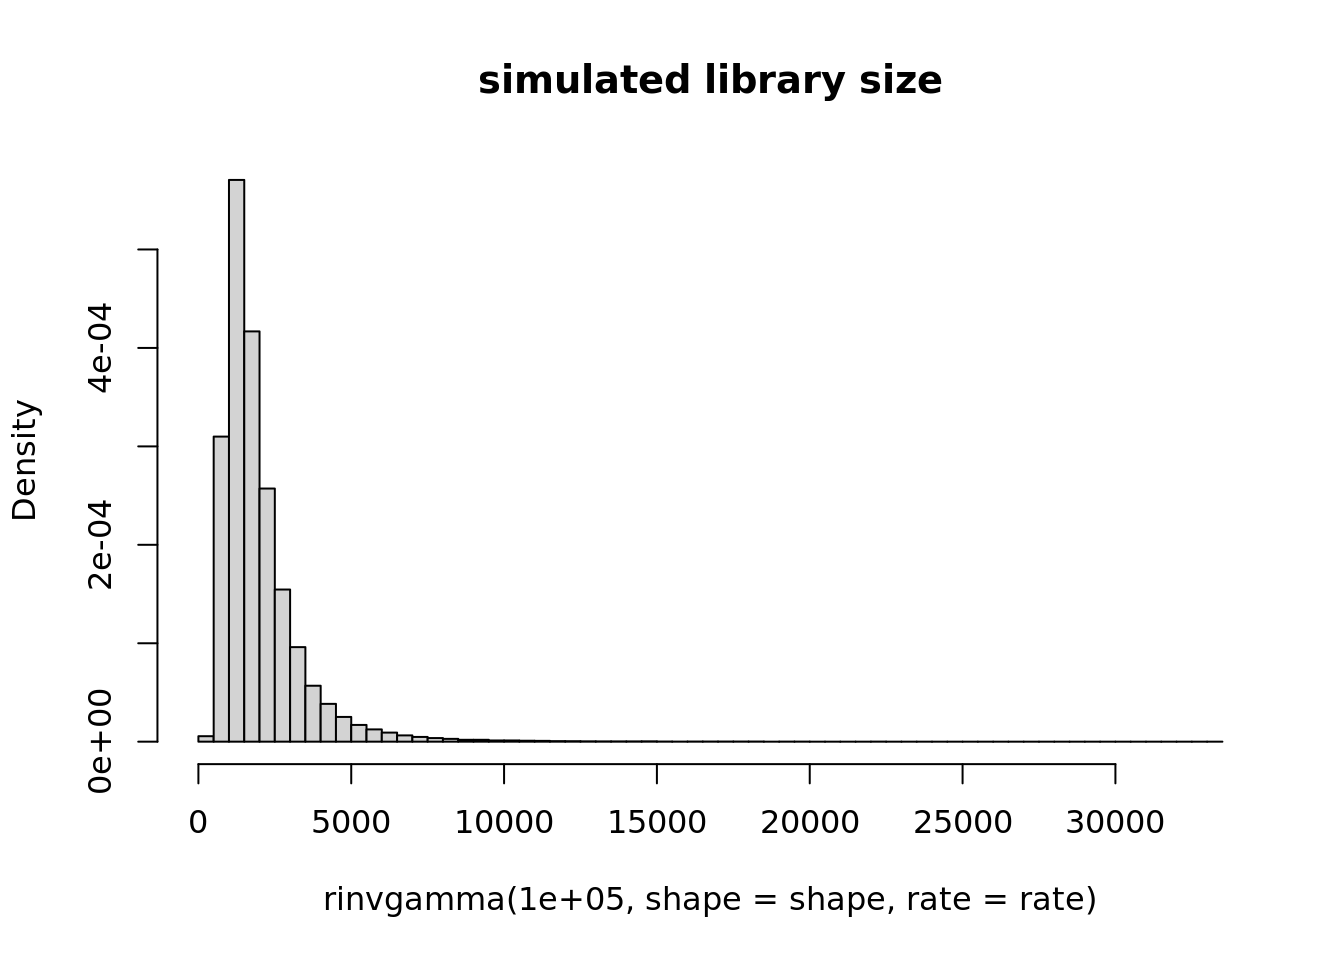 simulated library size
Density
4e-04
2e-04
0e+00
0 5000 10000 15000 20000 25000 30000
rinvgamma(1e+05, shape = shape, rate = rate)